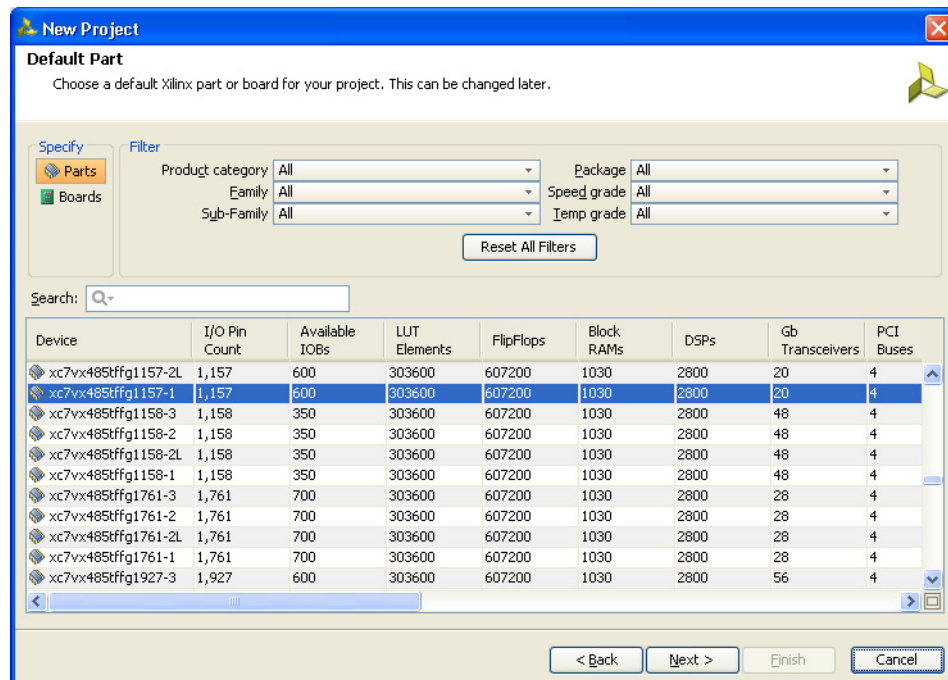 New Project
Default Part
Choose a default Xilinx part or board for your project. This can be changed later.
Specify
Parts
Boards
Filter
Product category All
Package All
Family All
Speed grade All
Sub-Family All
Temp grade All
Reset All Filters
Search:
Device I/O Pin Count Available IOBs LUT Elements FlipFlops Block RAMs DSPs Gb Transceivers PCI Buses
xc7vx485tffg1157-2L 1,157 600 303600 607200 1030 2800 20 4
xc7vx485tffg1157-1 1,157 600 303600 607200 1030 2800 20 4
xc7vx485tffg1158-3 1,158 350 303600 607200 1030 2800 48 4
xc7vx485tffg1158-2 1,158 350 303600 607200 1030 2800 48 4
xc7vx485tffg1158-2L 1,158 350 303600 607200 1030 2800 48 4
xc7vx485tffg1158-1 1,158 350 303600 607200 1030 2800 48 4
xc7vx485tffg1761-3 1,761 700 303600 607200 1030 2800 28 4
xc7vx485tffg1761-2 1,761 700 303600 607200 1030 2800 28 4
xc7vx485tffg1761-2L 1,761 700 303600 607200 1030 2800 28 4
xc7vx485tffg1761-1 1,761 700 303600 607200 1030 2800 28 4
xc7vx485tffg1927-3 1,927 600 303600 607200 1030 2800 56 4
< Back Next > Finish Cancel